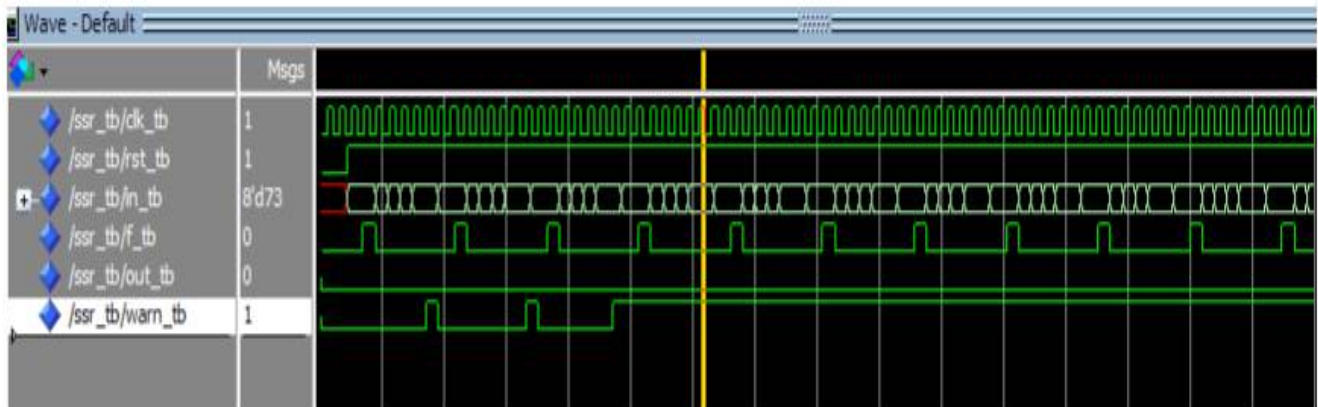 Wave - Default
Msgs
/ssr_tb/clk_tb 1
/ssr_tb/rst_tb 1
/ssr_tb/in_tb 8'd73
/ssr_tb/f_tb 0
/ssr_tb/out_tb 0
/ssr_tb/warn_tb 1